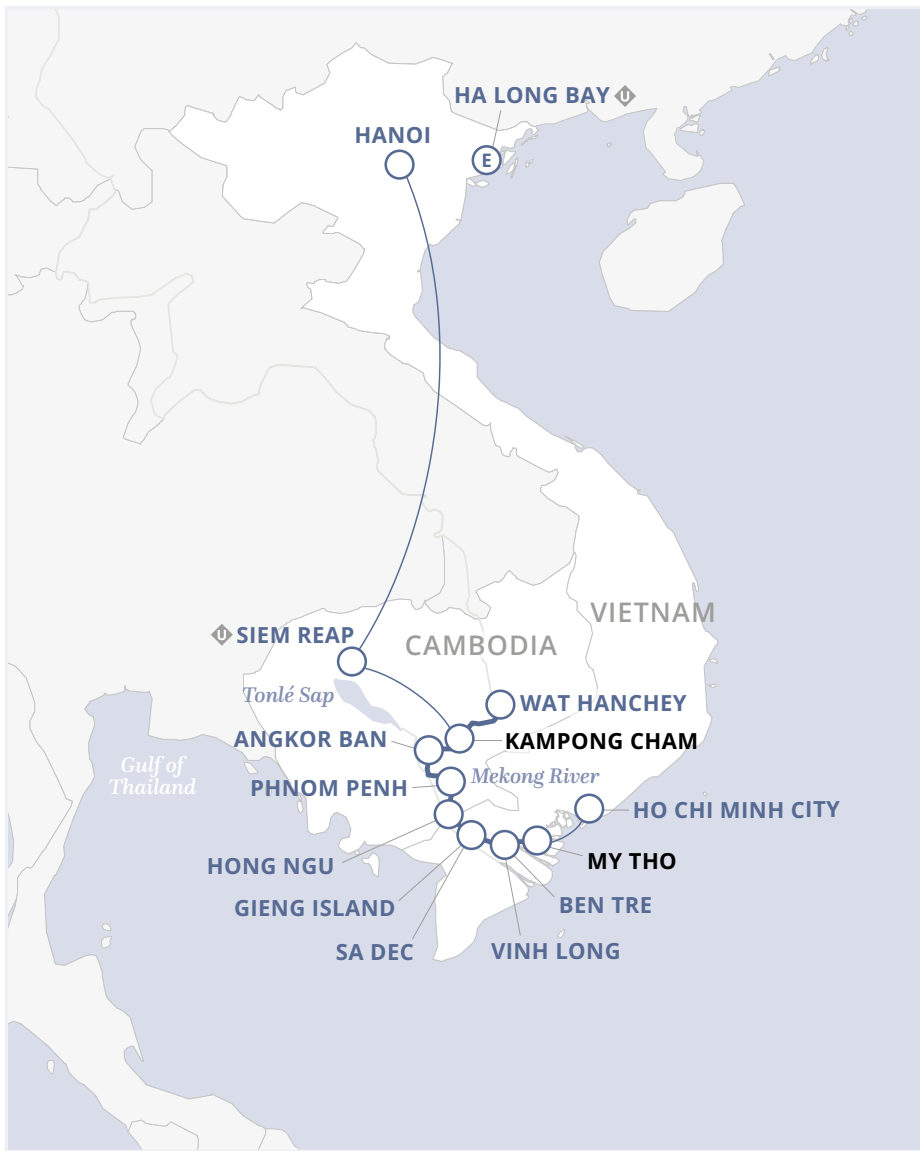 HA LONG BAY U
HANOI
E
VIETNAM
U SIEM REAP
CAMBODIA
Tonlé Sap
WAT HANCHEY
ANGKOR BAN
KAMPONG CHAM
Gulf of
Thailand
Mekong River
PHNOM PENH
HO CHI MINH CITY
HONG NGU
MY THO
GIENG ISLAND
BEN TRE
SA DEC
VINH LONG